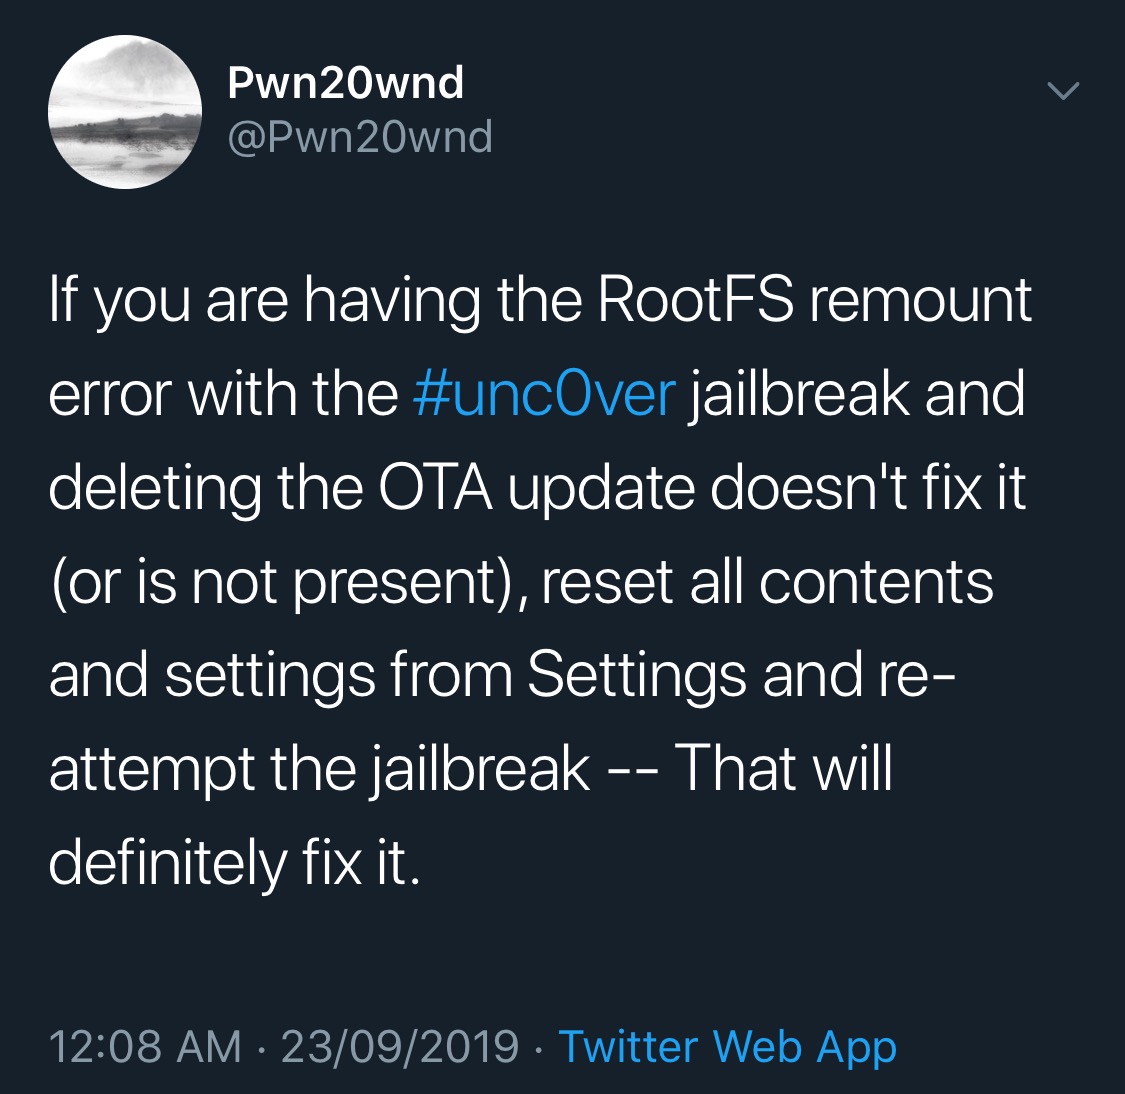 Pwn20wnd
@Pwn20wnd
If you are having the RootFS remount
error with the #unc0ver jailbreak and
deleting the OTA update doesn't fix it
(or is not present), reset all contents
and settings from Settings and re-
attempt the jailbreak -- That will
definitely fix it.
12:08 AM · 23/09/2019 · Twitter Web App